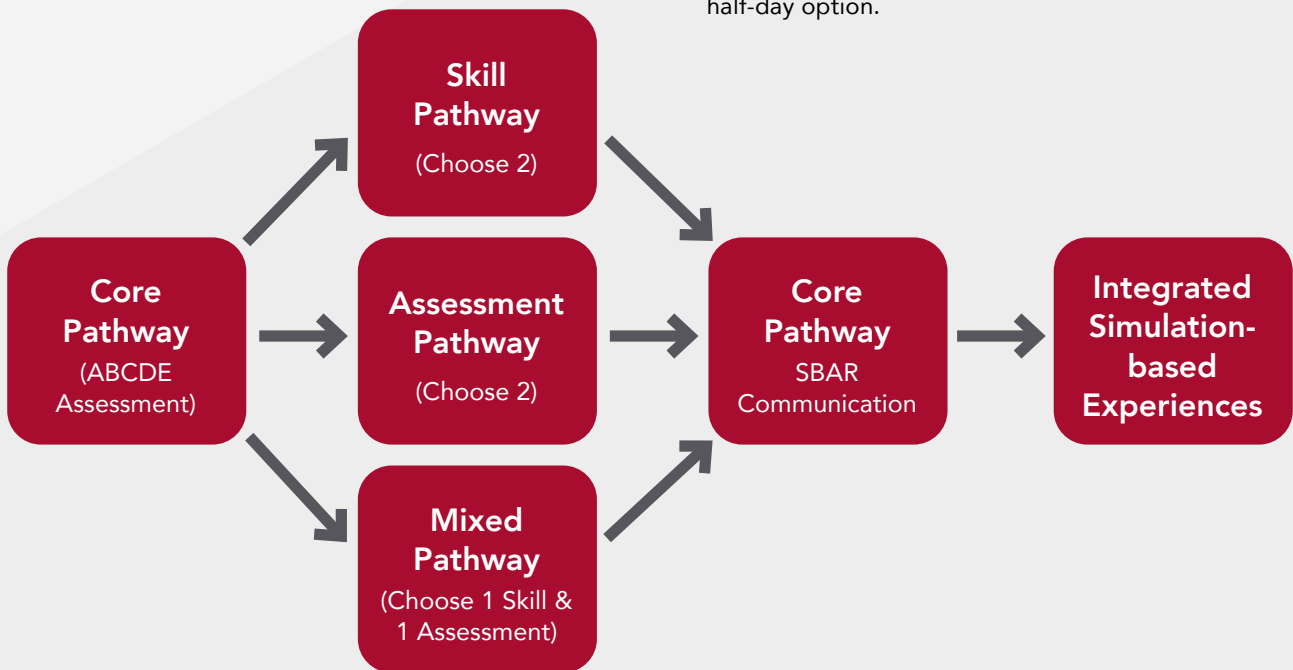 half-day option.
Skill
Pathway
(Choose 2)
Core
Pathway
(ABCDE
Assessment)
Assessment
Pathway
(Choose 2)
Mixed
Pathway
(Choose 1 Skill &
1 Assessment)
Core
Pathway
SBAR
Communication
Integrated
Simulation-
based
Experiences